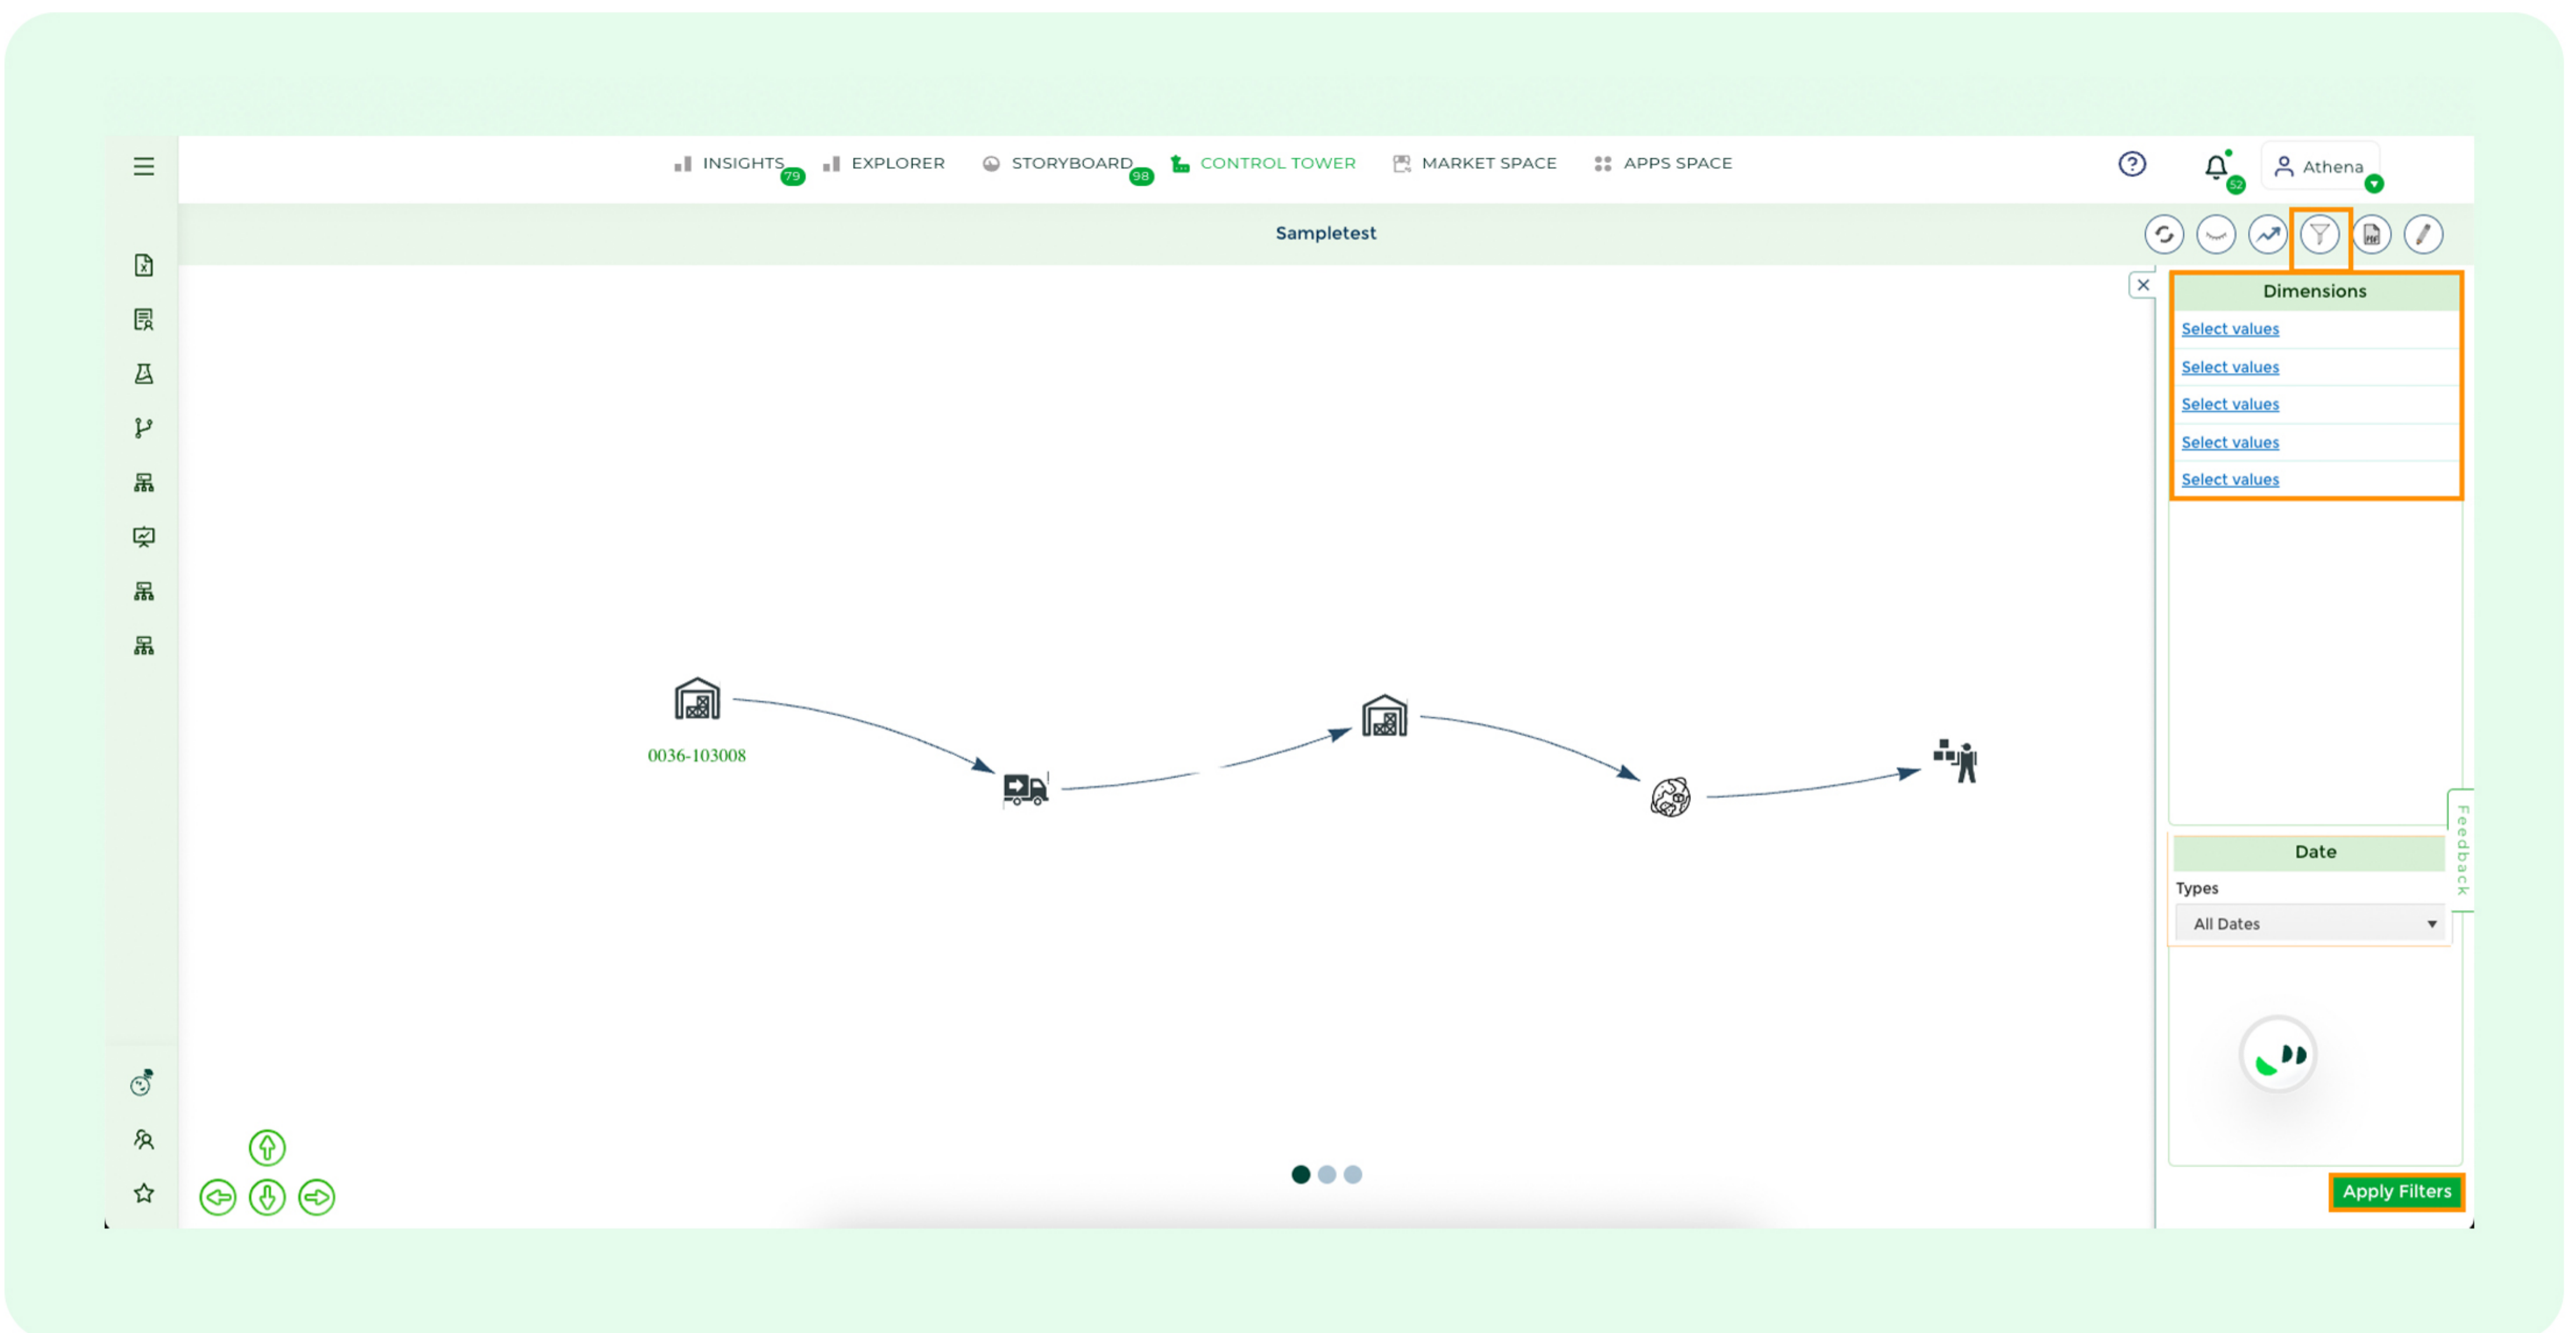 INSIGHTS
79
EXPLORER
STORYBOARD
98
CONTROL TOWER
MARKET SPACE
APPS SPACE
?
52
Athena
Sampletest
PDF
X
Dimensions
Select values
Select values
Select values
Select values
Select values
0036-103008
Feedback
Date
Types
All Dates
Apply Filters